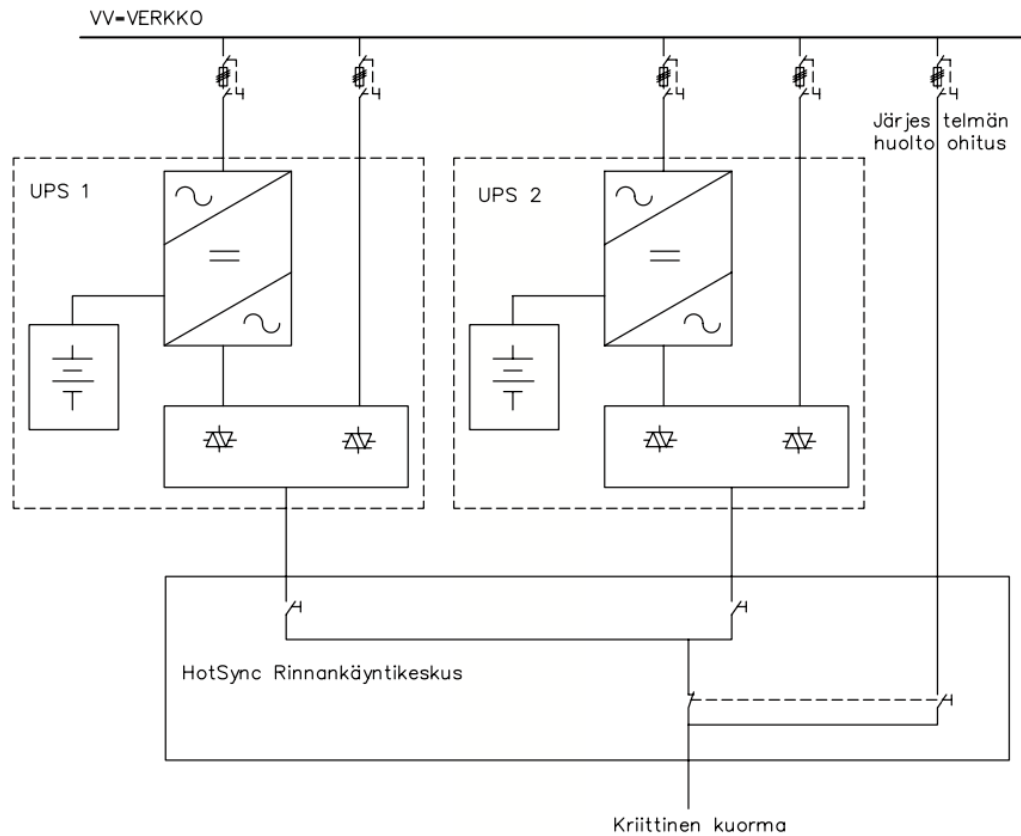 VV-VERKKO
Järjes telmän
huolto ohitus
UPS 1
UPS 2
HotSync Rinnankäyntikeskus
Kriittinen kuorma